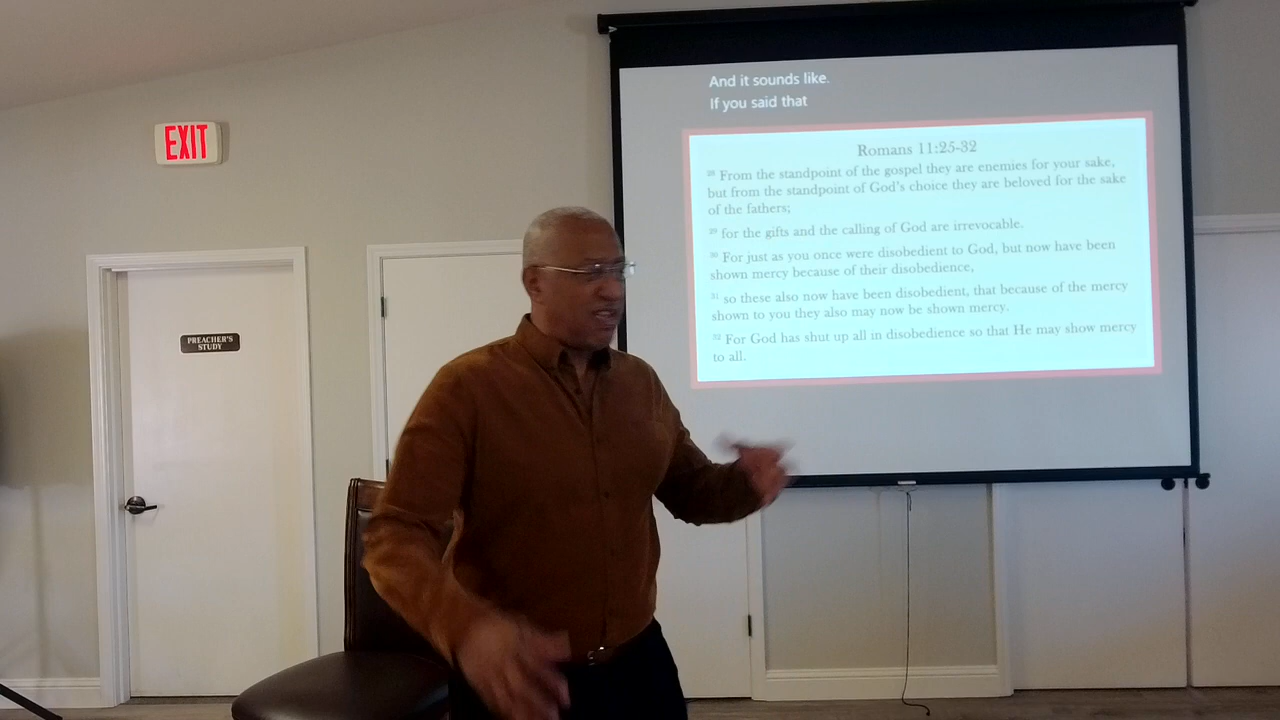 EXIT
PREACHER'S
STUDY
And it sounds like.
If you said that
Romans 11:25-32
28 From the standpoint of the gospel they are enemies for your sake,
but from the standpoint of God's choice they are beloved for the sake
of the fathers;
29 for the gifts and the calling of God are irrevocable.
30 For just as you once were disobedient to God, but now have been
shown mercy because of their disobedience,
31 so these also now have been disobedient, that because of the mercy
shown to you they also may now be shown mercy.
32 For God has shut up all in disobedience so that He may show mercy
to all.